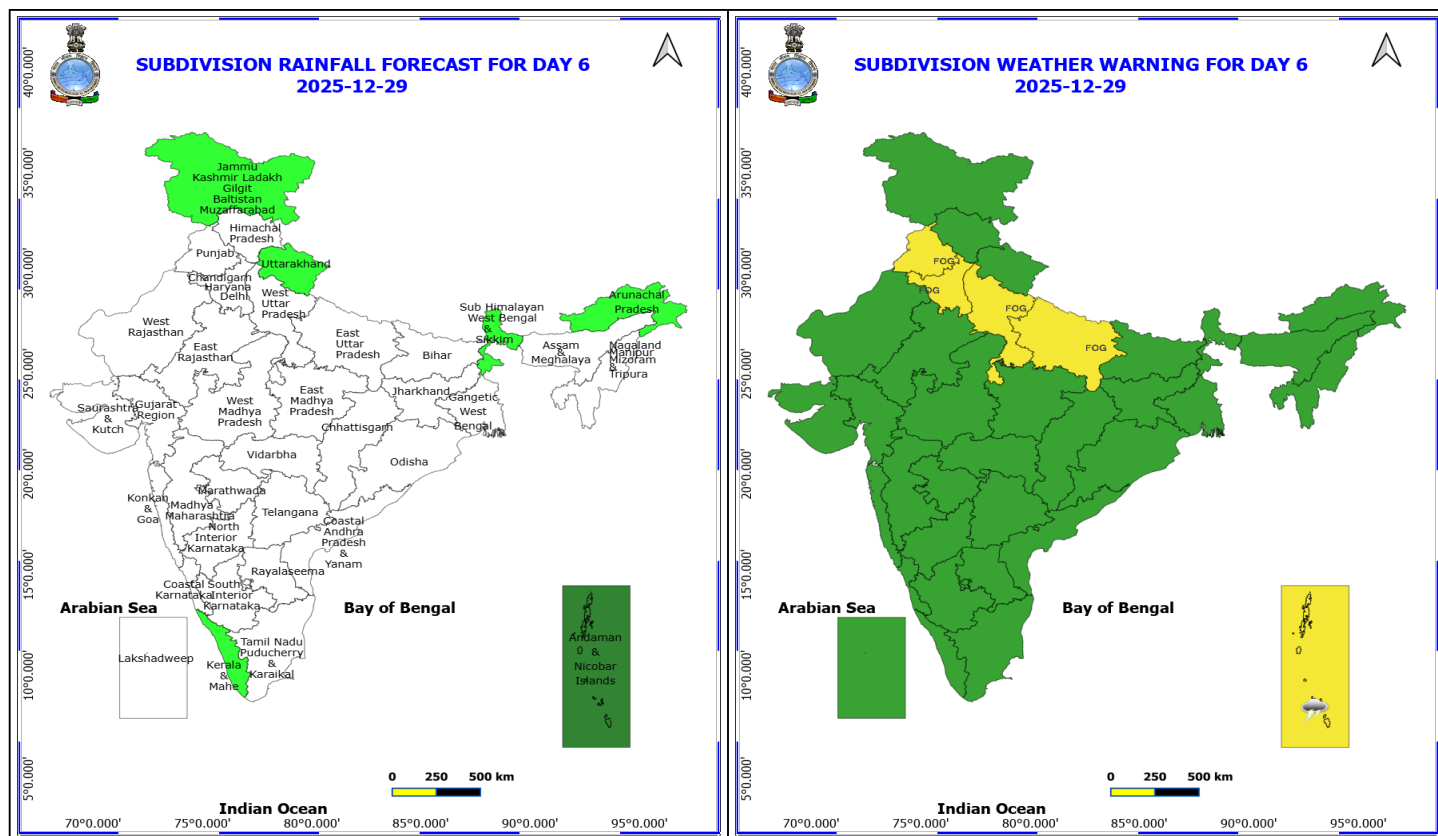 SUBDIVISION RAINFALL FORECAST FOR DAY 6
2025-12-29
40°0.000'
35°0.000'
30°0.000'
25°0.000'
20°0.000'
15°0.000'
10°0.000'
5°0.000'
Jammu
Kashmir Ladakh
Gilgit
Baltistan
Muzaffarabad
Himachal
Pradesh
Punjab
Uttarakhand
Chandigarh
Haryana
Delhi
West
Uttar
Pradesh
West
Rajasthan
East
Rajasthan
East
Uttar
Pradesh
Bihar
Sub Himalayan
West Bengal
&
Sikkim
Arunachal
Pradesh
Assam
&
Meghalaya
Nagaland
Manipur
Mizoram
&
Tripura
Saurashtra
&
Kutch
Gujarat
Region
West
Madhya
Pradesh
East
Madhya
Pradesh
Jharkhand
Gangetic
West
Bengal
Chhattisgarh
Vidarbha
Odisha
Konkan
&
Goa
Madhya
Maharashtra
Marathwada
Telangana
North
Interior
Karnataka
Coastal
Andhra
Pradesh
&
Yanam
Rayalaseema
Coastal
Karnataka
South
Interior
Karnataka
Arabian Sea
Bay of Bengal
Lakshadweep
Kerala
&
Mahe
Tamil Nadu
Puducherry
&
Karaikal
Andaman
&
Nicobar
Islands
0 250 500 km
Indian Ocean
70°0.000' 75°0.000' 80°0.000' 85°0.000' 90°0.000' 95°0.000'
SUBDIVISION WEATHER WARNING FOR DAY 6
2025-12-29
40°0.000'
35°0.000'
30°0.000'
25°0.000'
20°0.000'
15°0.000'
10°0.000'
5°0.000'
FOG
FOG
FOG
FOG
Arabian Sea
Bay of Bengal
0 250 500 km
Indian Ocean
70°0.000' 75°0.000' 80°0.000' 85°0.000' 90°0.000' 95°0.000'